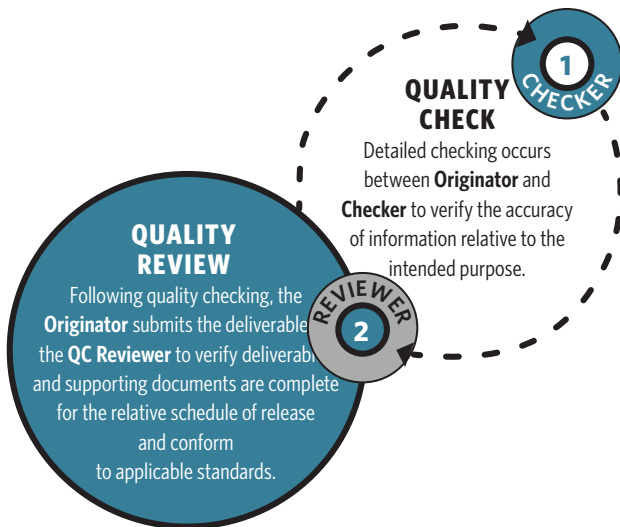 1
CHECKER
QUALITY
CHECK
Detailed checking occurs
between Originator and
Checker to verify the accuracy
of information relative to the
intended purpose.
QUALITY
REVIEW
Following quality checking, the
Originator submits the deliverable
the QC Reviewer to verify
and supporting documents are complete
for the relative schedule of release
and conform
to applicable standards.
REVIEWER
2